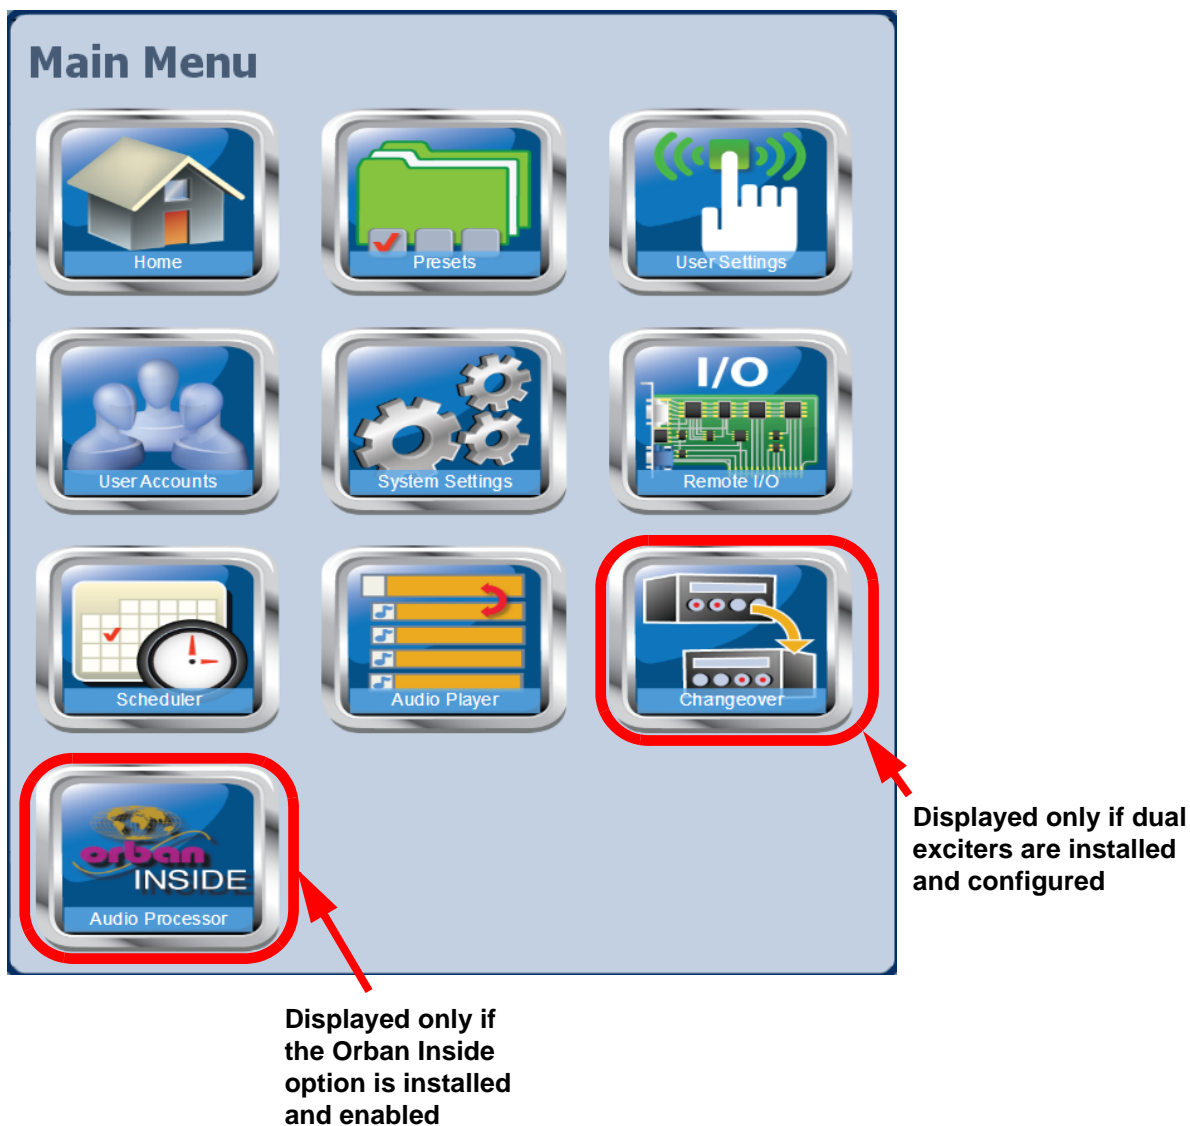 Main Menu
Home
Presets
User Settings
I/O
User Accounts
System Settings
Remote I/O
Scheduler
Audio Player
Changeover
orban
INSIDE
Audio Processor
Displayed only if dual
exciters are installed
and configured
Displayed only if
the Orban Inside
option is installed
and enabled